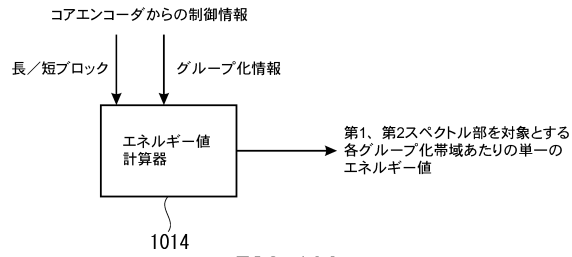 コアエンコーダからの制御情報
長／短ブロック
グループ化情報
エネルギー値
計算器
第1、第2スペクトル部を対象とする
各グループ化帯域あたりの単一の
エネルギー値
1014